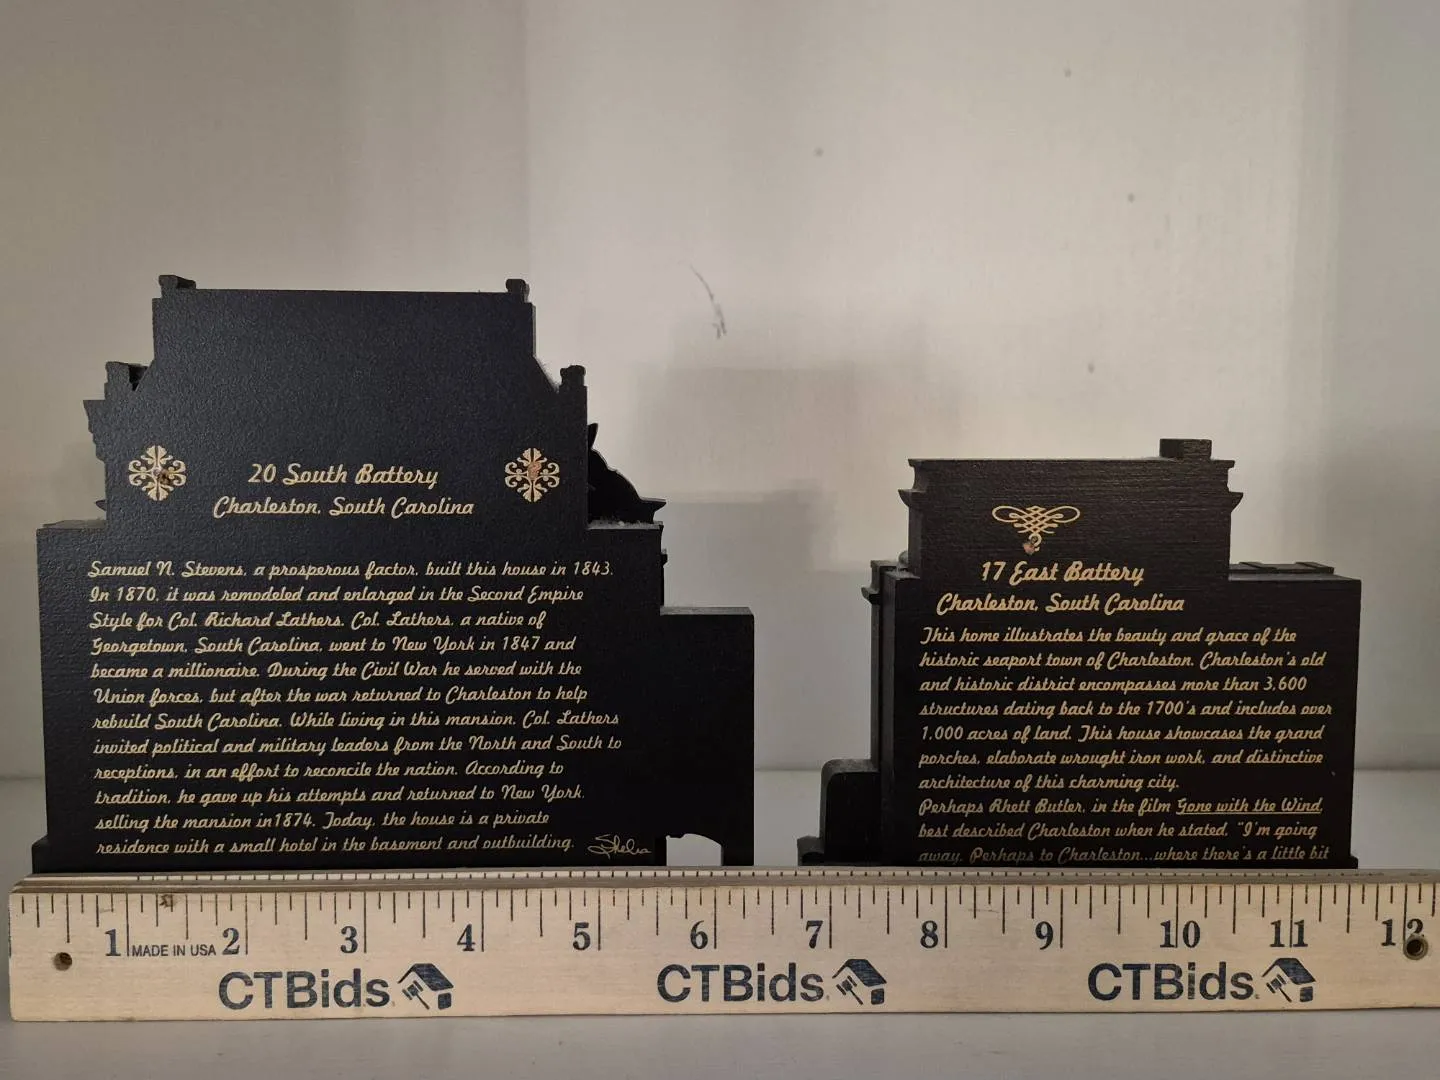 20 South Battery
Charleston, South Carolina
Samuel N. Stevens, a prosperous factor, built this house in 1843.
In 1870, it was remodeled and enlarged in the Second Empire
Style for Col. Richard Lathers. Col. Lathers, a native of
Georgetown, South Carolina, went to New York in 1847 and
became a millionaire. During the Civil War he served with the
Union forces, but after the war returned to Charleston to help
rebuild South Carolina. While living in this mansion, Col. Lathers
invited political and military leaders from the North and South to
receptions, in an effort to reconcile the nation. According to
tradition, he gave up his attempts and returned to New York,
selling the mansion in 1874. Today, the house is a private
residence with a small hotel in the basement and outbuilding.
Shelia
17 East Battery
Charleston, South Carolina
This home illustrates the beauty and grace of the
historic seaport town of Charleston. Charleston's old
and historic district encompasses more than 3,600
structures dating back to the 1700's and includes over
1,000 acres of land. This house showcases the grand
porches, elaborate wrought iron work, and distinctive
architecture of this charming city.
Perhaps Rhett Butler, in the film Gone with the Wind,
best described Charleston when he stated, "I'm going
away. Perhaps to Charleston...where there's a little bit
1 MADE IN USA 2 3 4 5 6 7 8 9 10 11 12
CTBids. CTBids. CTBids.